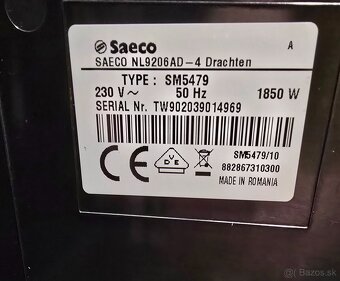 Saeco
A
SAECO NL9206AD-4 Drachten
TYPE : SM5479
230 V ~ 50 Hz 1850 W
SERIAL Nr. TW902039014969
DVE
SM5479/10
882867310300
MADE IN ROMANIA
© Bazos.sk